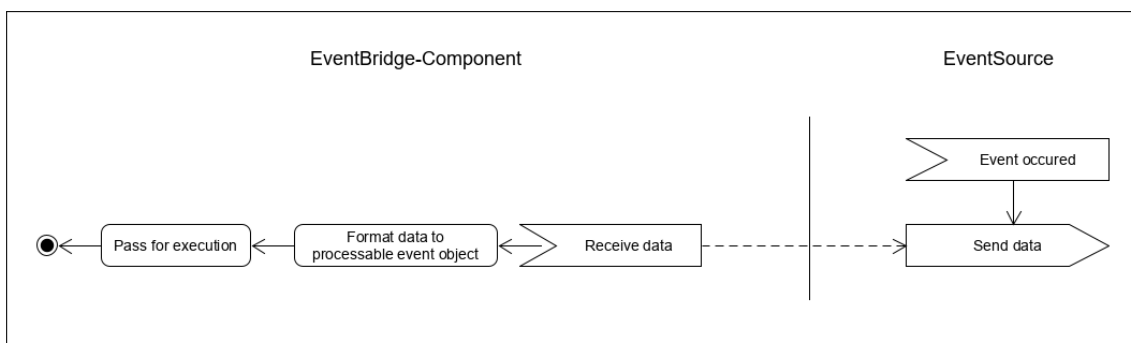 EventBridge-Component
EventSource
Event occured
Pass for execution
Format data to
processable event object
Receive data
Send data